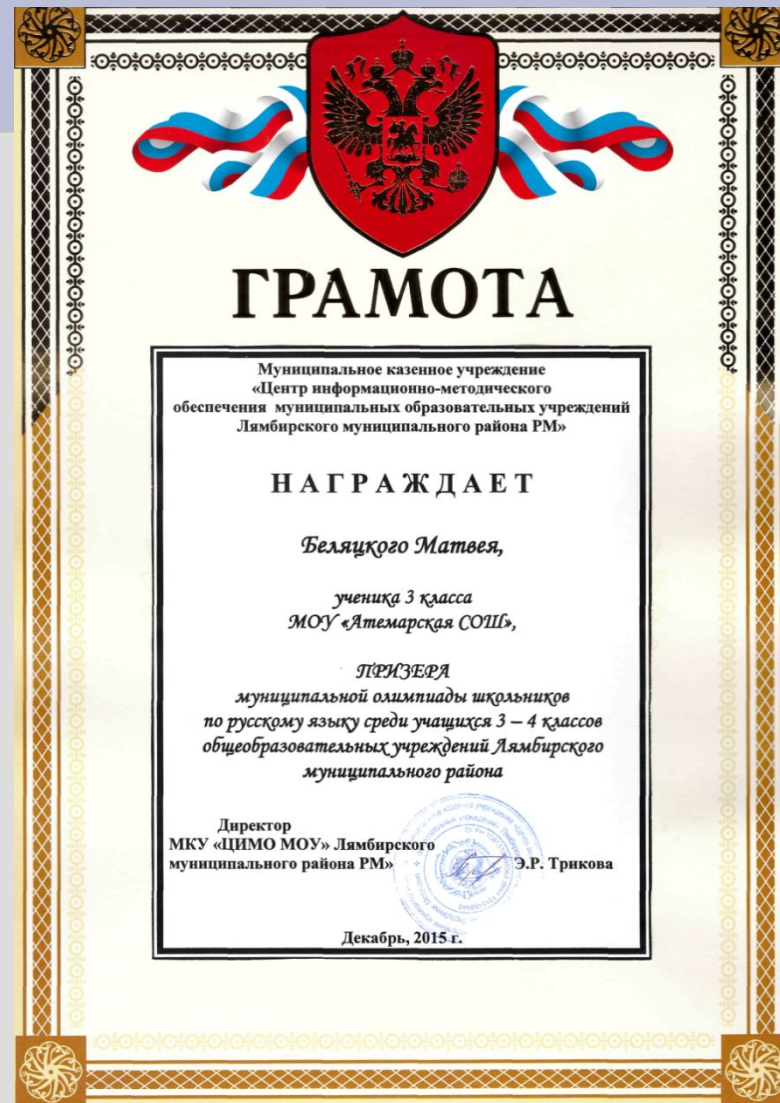 ГРАМОТА
Муниципальное казенное учреждение
«Центр информационно-методического
обеспечения муниципальных образовательных учреждений
Лямбирского муниципального района РМ»
НАГРАЖДАЕТ
Беляцкого Матвея,
ученика 3 класса
МОУ «Атемарская СОШ»,
ПРИЗЕРА
муниципальной олимпиады школьников
по русскому языку среди учащихся 3 – 4 классов
общеобразовательных учреждений Лямбирского
муниципального района
Директор
МКУ «ЦИМО МОУ» Лямбирского
муниципального района РМ» Э.Р. Трикова
Декабрь, 2015 г.